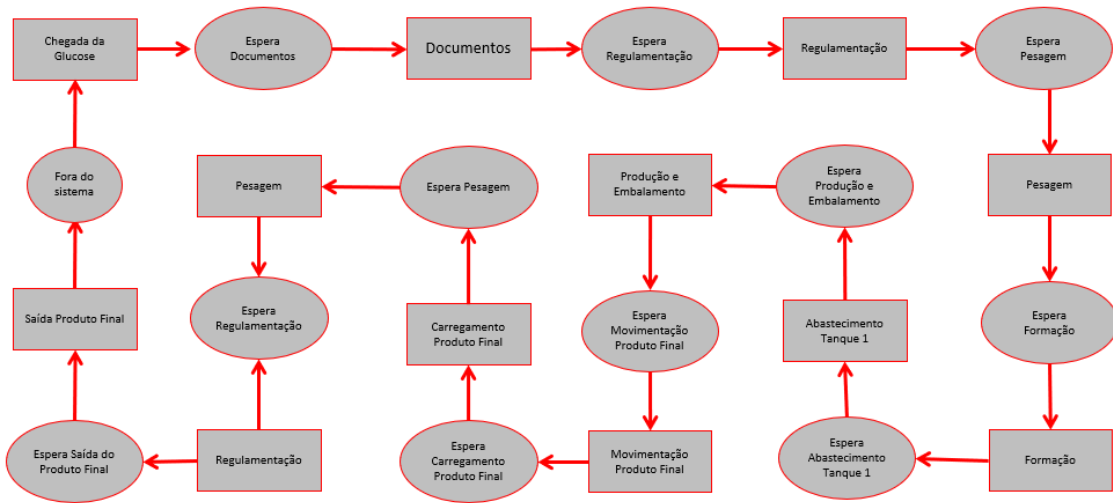 Chegada da
Glucose
Espera
Documentos
Documentos
Espera
Regulamentação
Regulamentação
Espera
Pesagem
Fora do
sistema
Pesagem
Espera Pesagem
Produção e
Embalamento
Espera
Produção e
Embalamento
Pesagem
Saída Produto Final
Espera
Regulamentação
Carregamento
Produto Final
Espera
Movimentação
Produto Final
Abastecimento
Tanque 1
Espera
Formação
Espera Saída do
Produto Final
Regulamentação
Espera
Carregamento
Produto Final
Movimentação
Produto Final
Espera
Abastecimento
Tanque 1
Formação